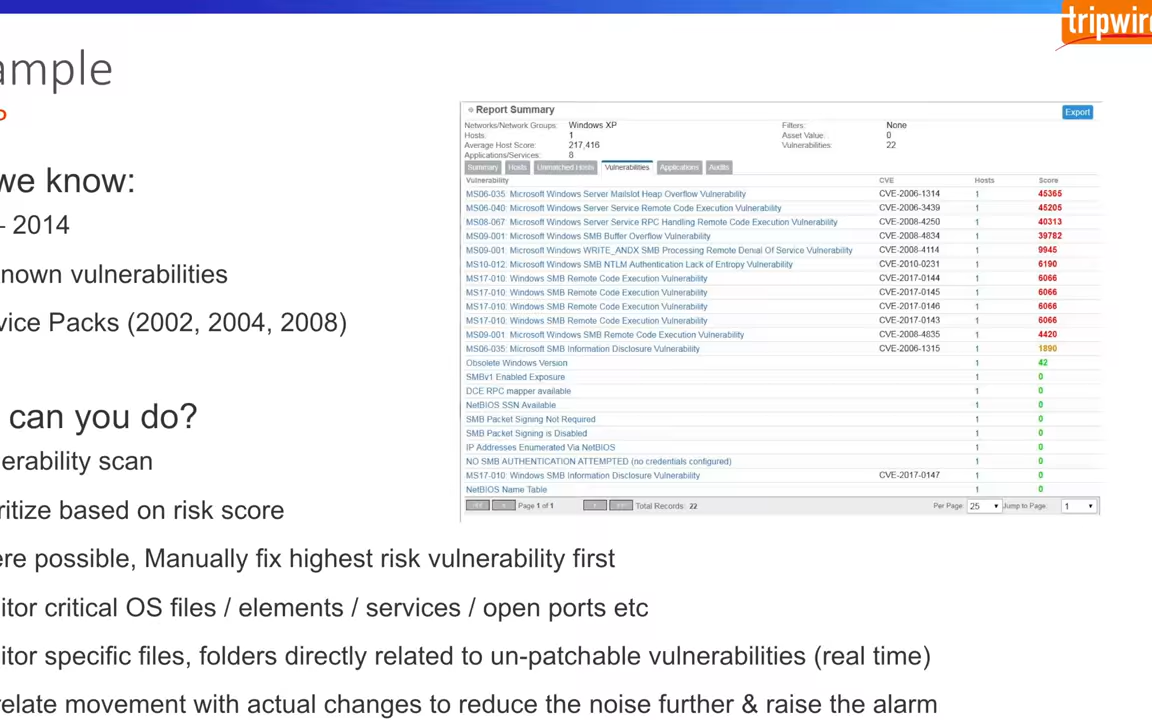 tripwire
ample
P
we know:
– 2014
nown vulnerabilities
vice Packs (2002, 2004, 2008)
can you do?
erability scan
ritize based on risk score
ere possible, Manually fix highest risk vulnerability first
itor critical OS files / elements / services / open ports etc
itor specific files, folders directly related to un-patchable vulnerabilities (real time)
relate movement with actual changes to reduce the noise further & raise the alarm
Report Summary
Export
Networks/Network Groups: Windows XP Filters: None
Hosts: 1 Asset Value: 0
Average Host Score: 217,416 Vulnerabilities: 22
Applications/Services: 8
Summary Hosts Unmatched Hosts Vulnerabilities Applications Audits
Vulnerability CVE Hosts Score
MS06-035: Microsoft Windows Server Mailslot Heap Overflow Vulnerability CVE-2006-1314 1 45365
MS06-040: Microsoft Windows Server Service Remote Code Execution Vulnerability CVE-2006-3439 1 45205
MS08-067: Microsoft Windows Server Service RPC Handling Remote Code Execution Vulnerability CVE-2008-4250 1 40313
MS09-001: Microsoft Windows SMB Buffer Overflow Vulnerability CVE-2008-4834 1 39782
MS09-001: Microsoft Windows WRITE_ANDX SMB Processing Remote Denial Of Service Vulnerability CVE-2008-4114 1 9945
MS10-012: Microsoft Windows SMB NTLM Authentication Lack of Entropy Vulnerability CVE-2010-0231 1 6190
MS17-010: Windows SMB Remote Code Execution Vulnerability CVE-2017-0144 1 6066
MS17-010: Windows SMB Remote Code Execution Vulnerability CVE-2017-0145 1 6066
MS17-010: Windows SMB Remote Code Execution Vulnerability CVE-2017-0146 1 6066
MS17-010: Windows SMB Remote Code Execution Vulnerability CVE-2017-0143 1 6066
MS09-001: Microsoft Windows SMB Remote Code Execution Vulnerability CVE-2008-4835 1 4420
MS06-035: Microsoft SMB Information Disclosure Vulnerability CVE-2006-1315 1 1890
Obsolete Windows Version 1 42
SMBv1 Enabled Exposure 1 0
DCE RPC mapper available 1 0
NetBIOS SSN Available 1 0
SMB Packet Signing Not Required 1 0
SMB Packet Signing is Disabled 1 0
IP Addresses Enumerated Via NetBIOS 1 0
NO SMB AUTHENTICATION ATTEMPTED (no credentials configured) 1 0
MS17-010: Windows SMB Information Disclosure Vulnerability CVE-2017-0147 1 0
NetBIOS Name Table 1 0
Page 1 of 1 Total Records: 22 Per Page: 25 Jump to Page: 1